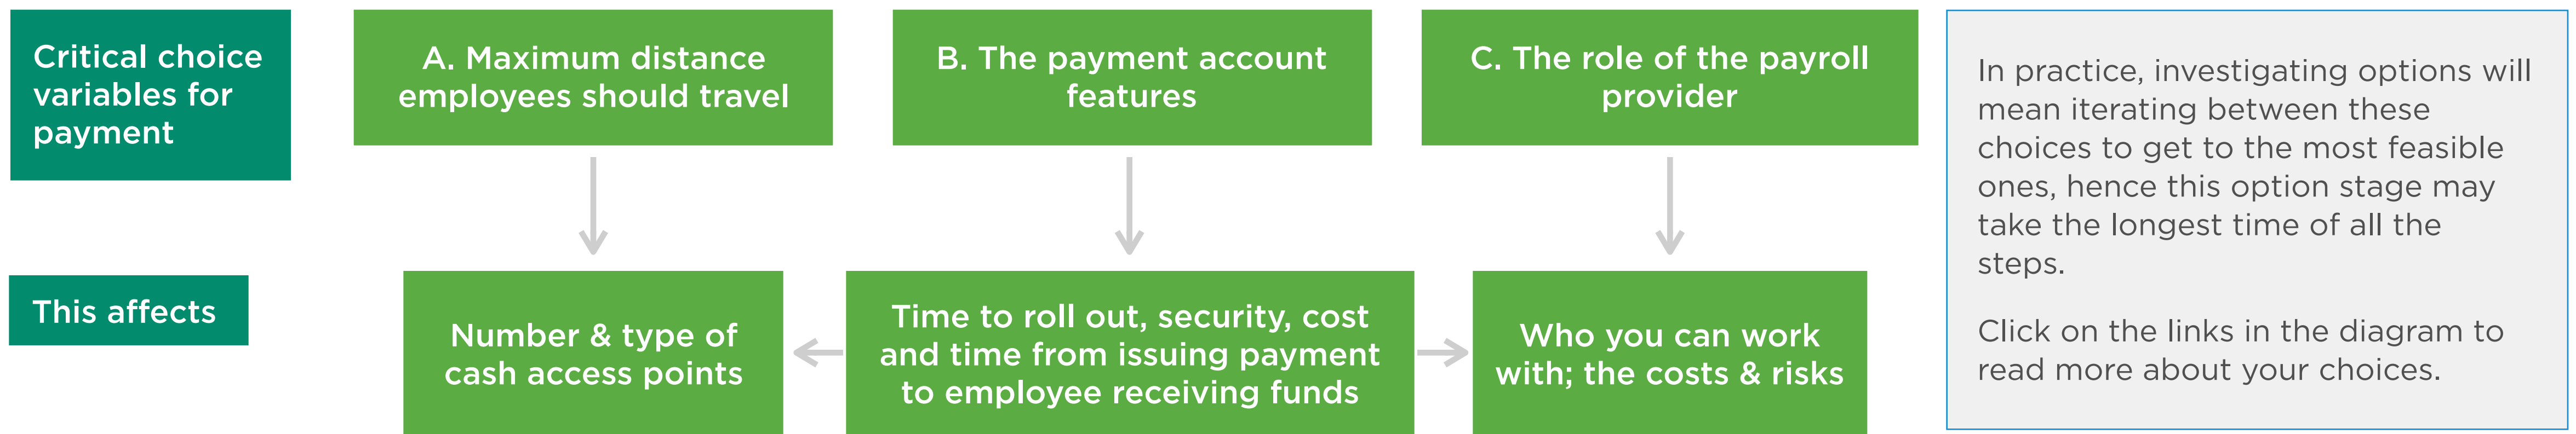 Critical choice
variables for
payment
A. Maximum distance
employees should travel
B. The payment account
features
C. The role of the payroll
provider
This affects
Number & type of
cash access points
Time to roll out, security, cost
and time from issuing payment
to employee receiving funds
Who you can work
with; the costs & risks
In practice, investigating options will
mean iterating between these
choices to get to the most feasible
ones, hence this option stage may
take the longest time of all the
steps.
Click on the links in the diagram to
read more about your choices.